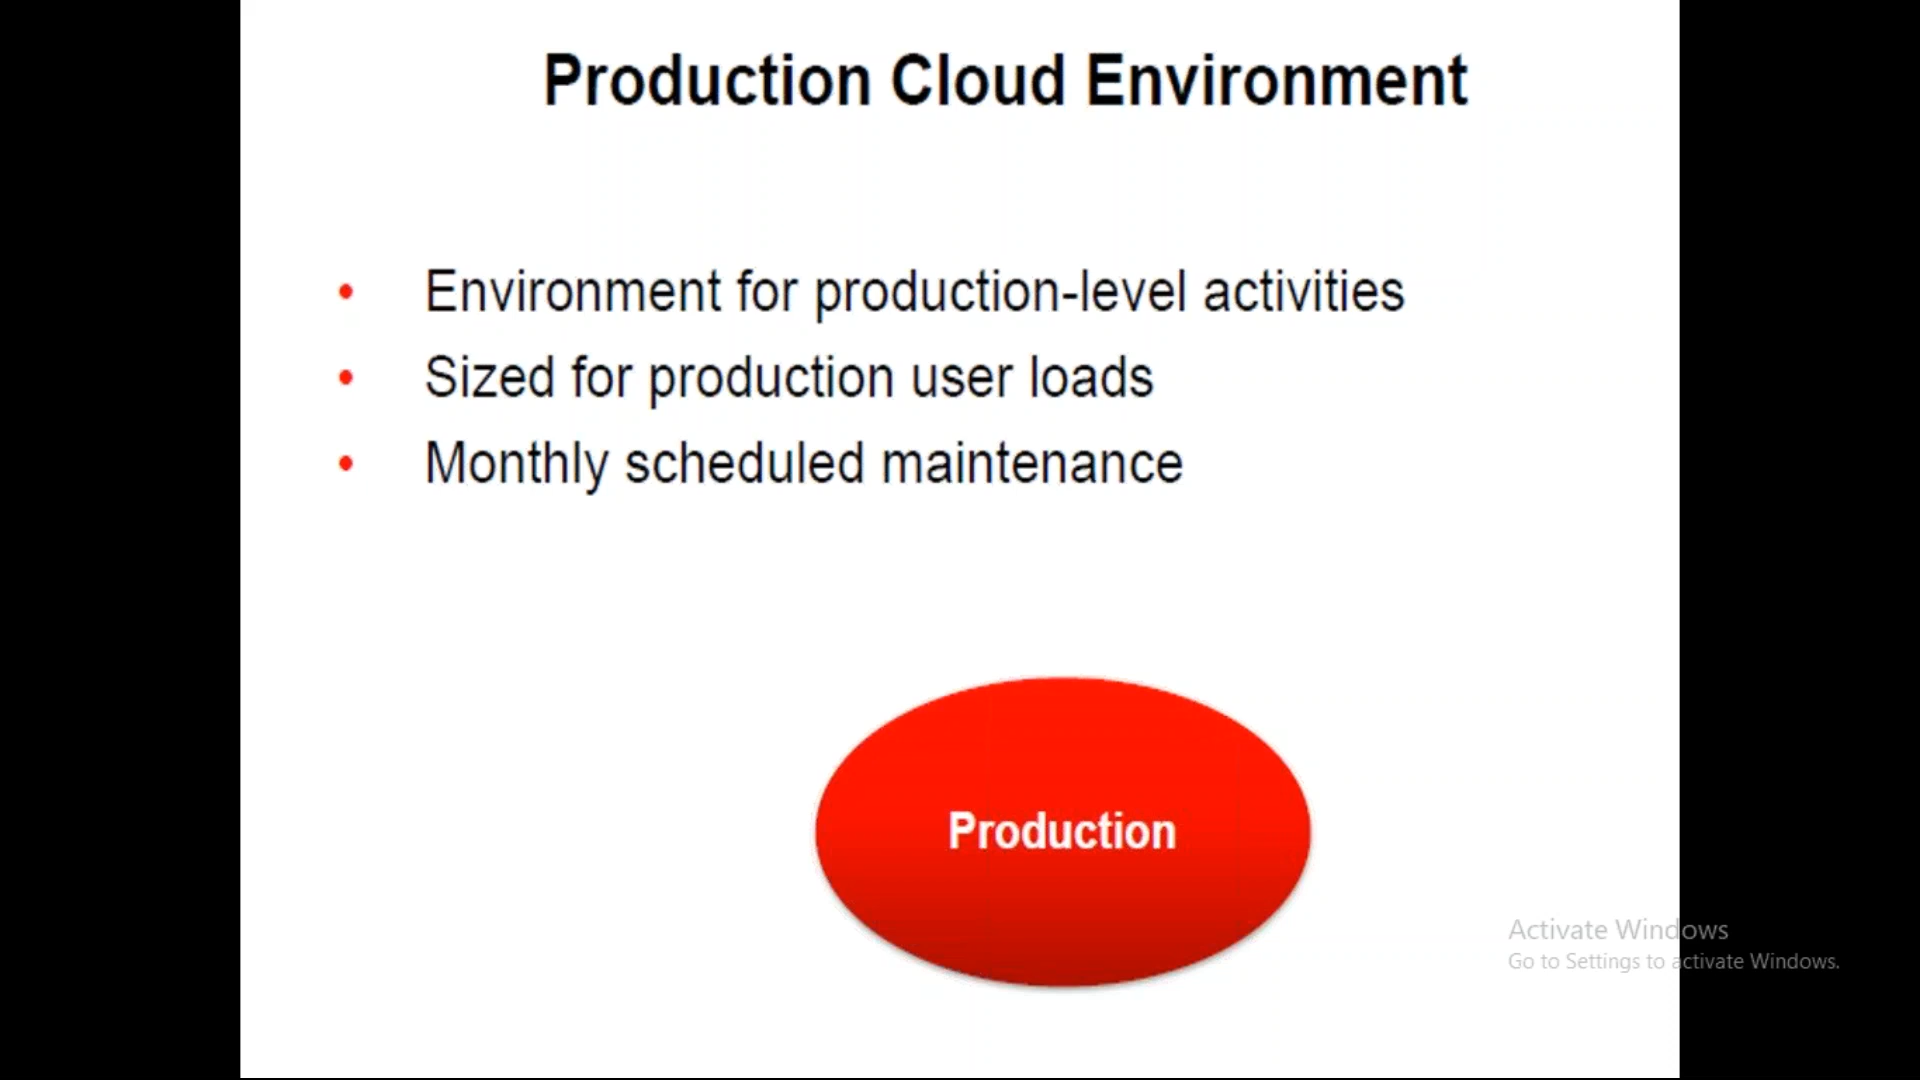 Production Cloud Environment
• Environment for production-level activities
• Sized for production user loads
• Monthly scheduled maintenance
Production
Activate Windows
Go to Settings to activate Windows.